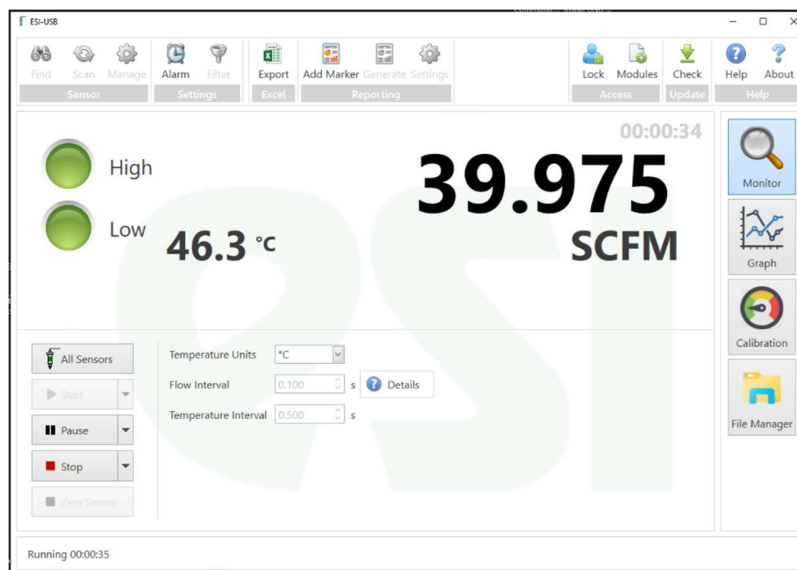 ESI-USB
Find Scan Manage Alarm Filter Export Add Marker Generate Settings Lock Modules Check Help About
Sensor Settings Excel Reporting Access Update Help
00:00:34
High
39.975
Low
46.3 °C
SCFM
Monitor
Graph
Calibration
File Manager
All Sensors
Start
Pause
Stop
Zero Sensor
Temperature Units °C
Flow Interval 0.100 s Details
Temperature Interval 0.500 s
esi
Running 00:00:35